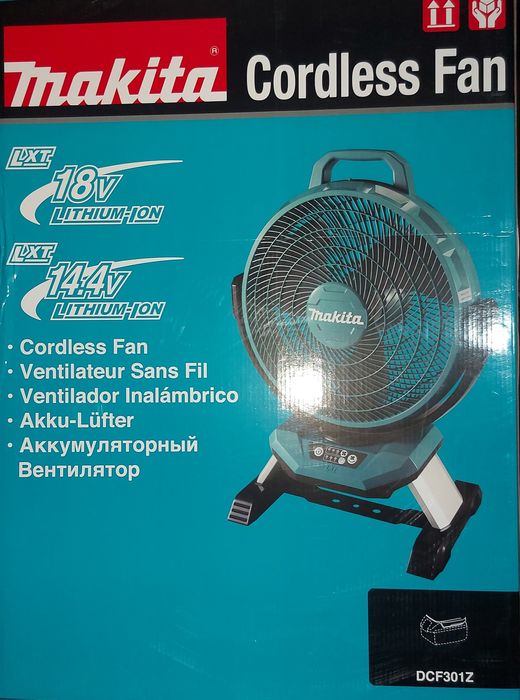 Makita® Cordless Fan
LXT
18V
LITHIUM-ION
LXT
14.4V
LITHIUM-ION
· Cordless Fan
· Ventilateur Sans Fil
· Ventilador Inalámbrico
· Akku-Lüfter
· Аккумуляторный
Вентилятор
makita
DCF301Z